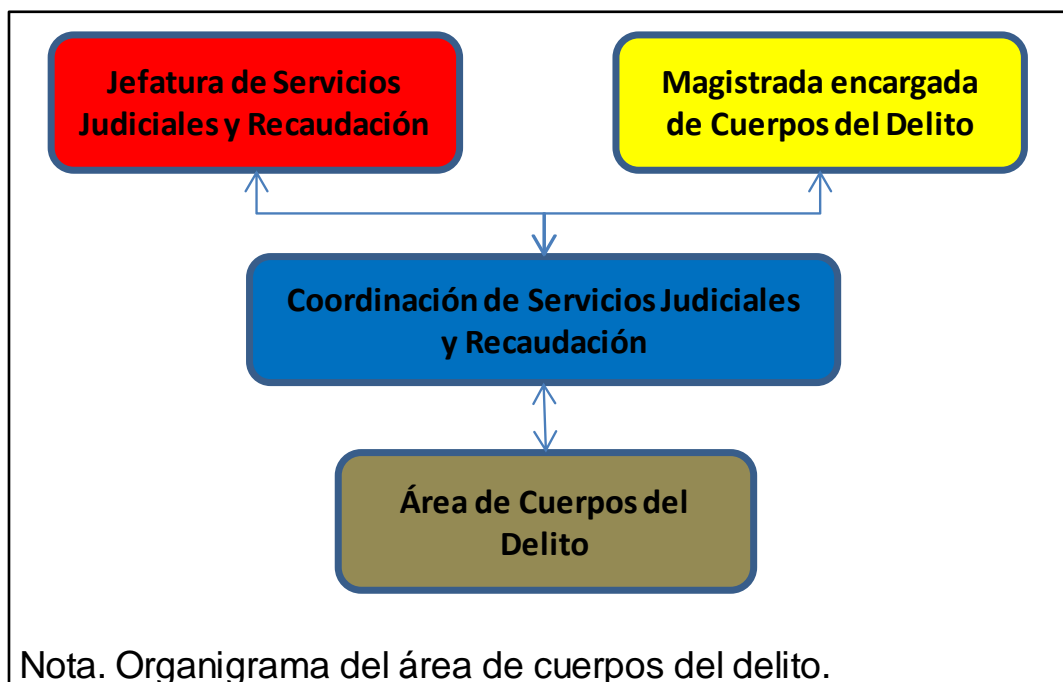 Jefatura de Servicios
Judiciales y Recaudación
Magistrada encargada
de Cuerpos del Delito
Coordinación de Servicios Judiciales
y Recaudación
Área de Cuerpos del
Delito
Nota. Organigrama del área de cuerpos del delito.